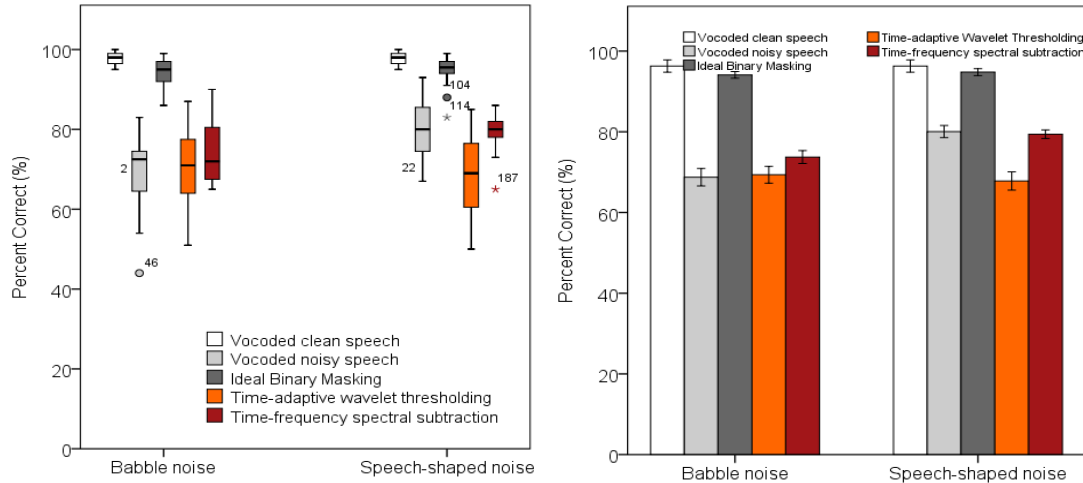 Percent Correct (%)
100
80
60
40
20
0
2
46
22
104
114
187
Vocoded clean speech
Vocoded noisy speech
Ideal Binary Masking
Time-adaptive wavelet thresholding
Time-frequency spectral subtraction
Babble noise
Speech-shaped noise
Percent Correct (%)
100
80
60
40
20
0
Vocoded clean speech
Vocoded noisy speech
Ideal Binary Masking
Time-adaptive Wavelet Thresholding
Time-frequency spectral subtraction
Babble noise
Speech-shaped noise